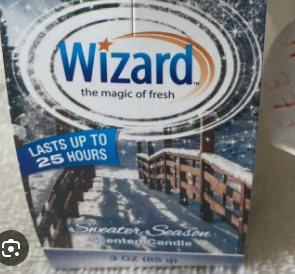 Wizard
the magic of fresh
LASTS UP TO
25 HOURS
Sweater Season
Scented Candle
3 OZ (85 g)